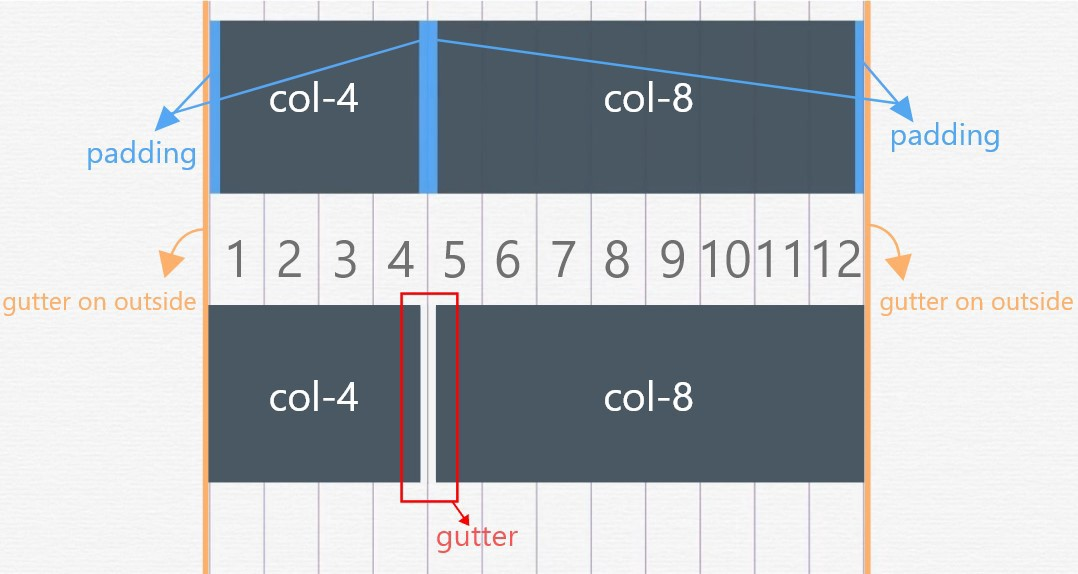 col-4 col-8
padding
padding
1 2 3 4 5 6 7 8 9 10 11 12
gutter on outside
gutter on outside
col-4 col-8
gutter